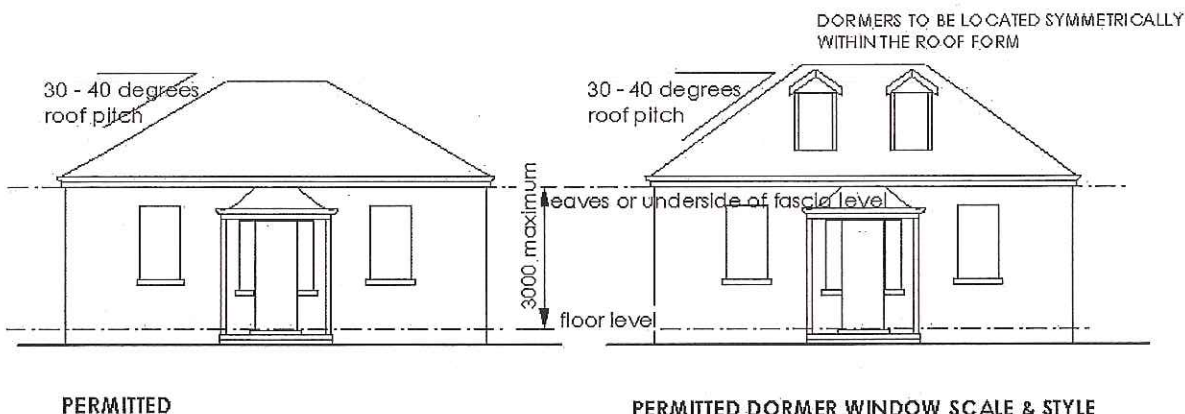 DORMERS TO BE LOCATED SYMMETRICALLY
WITHIN THE ROOF FORM
30 - 40 degrees
roof pitch
30 - 40 degrees
roof pitch
3000 maximum
eaves or underside of fascia level
floor level
PERMITTED
PERMITTED DORMER WINDOW SCALE & STYLE